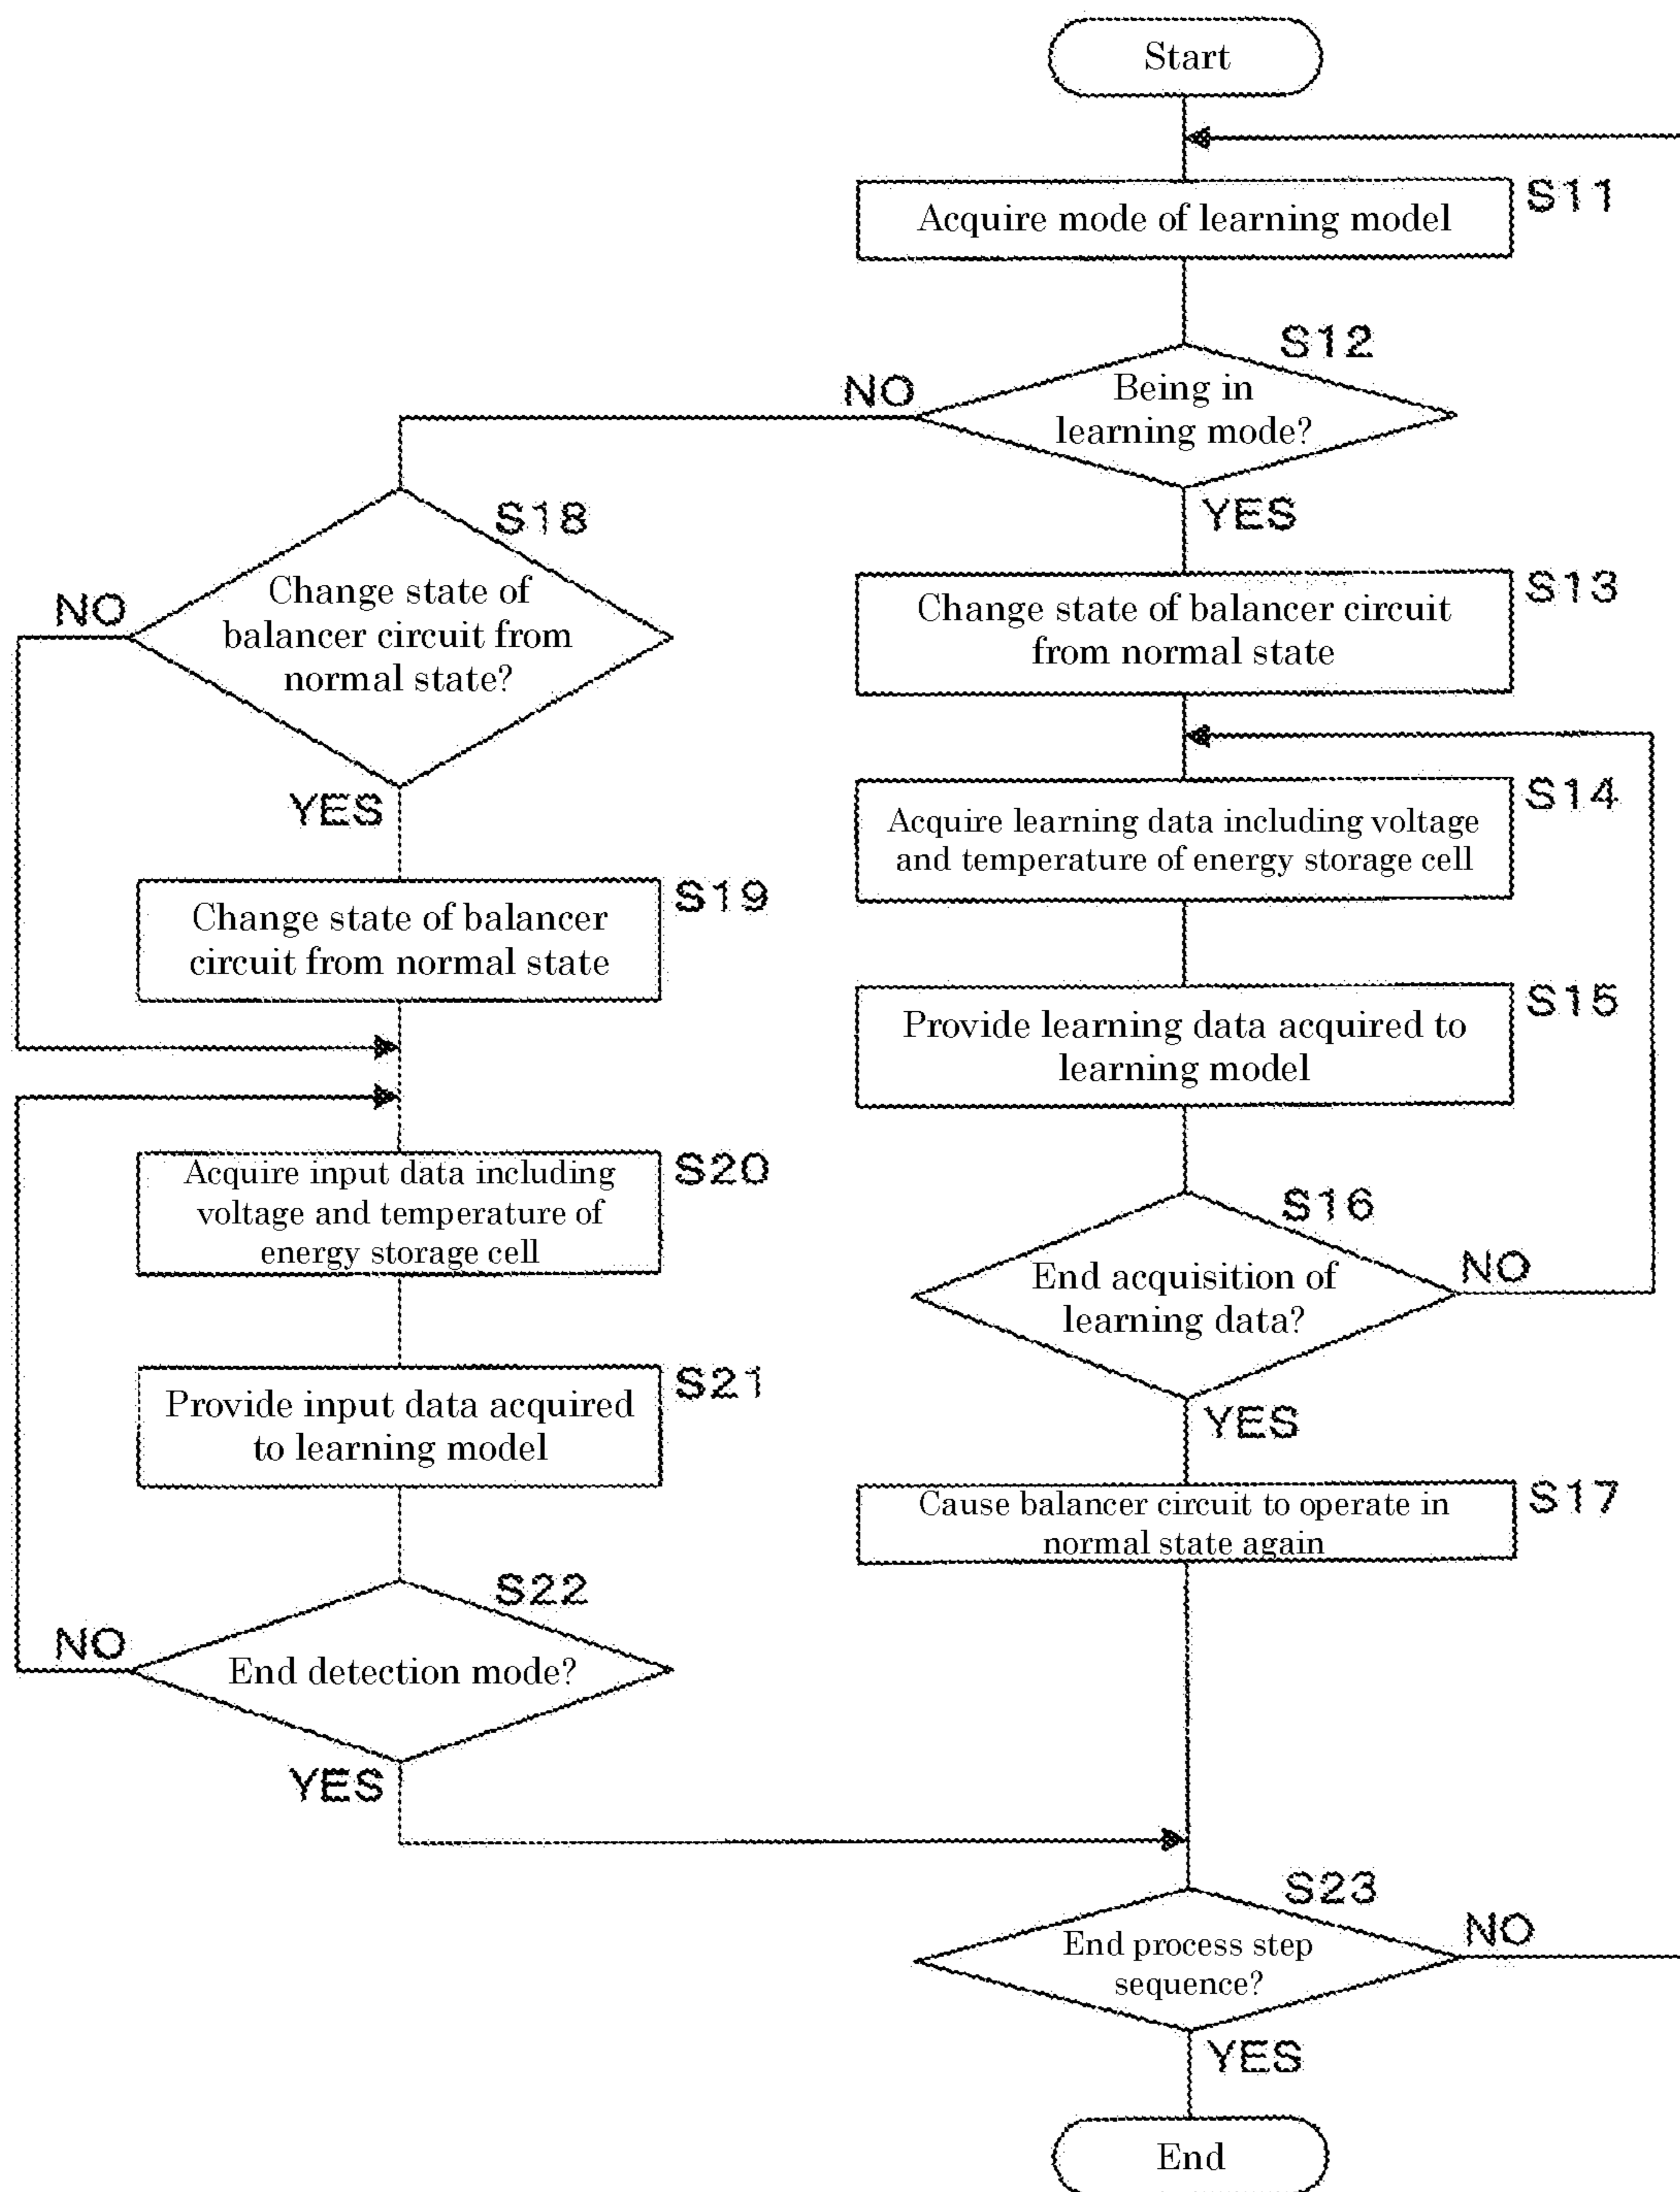 Start
S11
Acquire mode of learning model
S12
Being in
learning mode?
NO
YES
S13
Change state of balancer circuit
from normal state
S14
Acquire learning data including voltage
and temperature of energy storage cell
S15
Provide learning data acquired to
learning model
S16
End acquisition of
learning data?
NO
YES
S17
Cause balancer circuit to operate in
normal state again
S18
Change state of
balancer circuit from
normal state?
NO
YES
S19
Change state of balancer
circuit from normal state
S20
Acquire input data including
voltage and temperature of
energy storage cell
S21
Provide input data acquired
to learning model
S22
End detection mode?
NO
YES
S23
End process step
sequence?
NO
YES
End